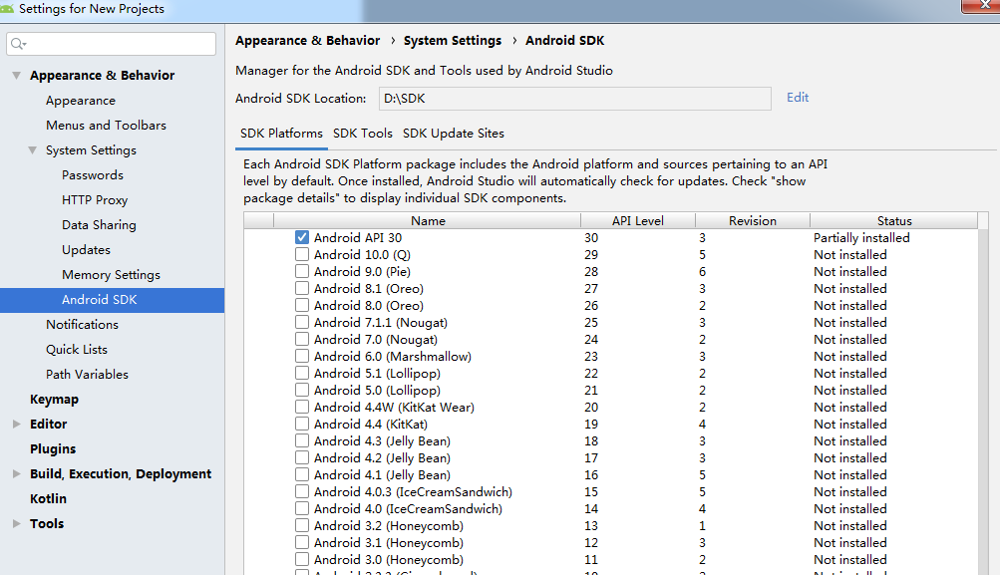 Settings for New Projects
Appearance & Behavior
Appearance
Menus and Toolbars
System Settings
Passwords
HTTP Proxy
Data Sharing
Updates
Memory Settings
Android SDK
Notifications
Quick Lists
Path Variables
Keymap
Editor
Plugins
Build, Execution, Deployment
Kotlin
Tools
Appearance & Behavior › System Settings › Android SDK
Manager for the Android SDK and Tools used by Android Studio
Android SDK Location: D:\SDK Edit
SDK Platforms SDK Tools SDK Update Sites
Each Android SDK Platform package includes the Android platform and sources pertaining to an API
level by default. Once installed, Android Studio will automatically check for updates. Check "show
package details" to display individual SDK components.
Name API Level Revision Status
Android API 30 30 3 Partially installed
Android 10.0 (Q) 29 5 Not installed
Android 9.0 (Pie) 28 6 Not installed
Android 8.1 (Oreo) 27 3 Not installed
Android 8.0 (Oreo) 26 2 Not installed
Android 7.1.1 (Nougat) 25 3 Not installed
Android 7.0 (Nougat) 24 2 Not installed
Android 6.0 (Marshmallow) 23 3 Not installed
Android 5.1 (Lollipop) 22 2 Not installed
Android 5.0 (Lollipop) 21 2 Not installed
Android 4.4W (KitKat Wear) 20 2 Not installed
Android 4.4 (KitKat) 19 4 Not installed
Android 4.3 (Jelly Bean) 18 3 Not installed
Android 4.2 (Jelly Bean) 17 3 Not installed
Android 4.1 (Jelly Bean) 16 5 Not installed
Android 4.0.3 (IceCreamSandwich) 15 5 Not installed
Android 4.0 (IceCreamSandwich) 14 4 Not installed
Android 3.2 (Honeycomb) 13 1 Not installed
Android 3.1 (Honeycomb) 12 3 Not installed
Android 3.0 (Honeycomb) 11 2 Not installed